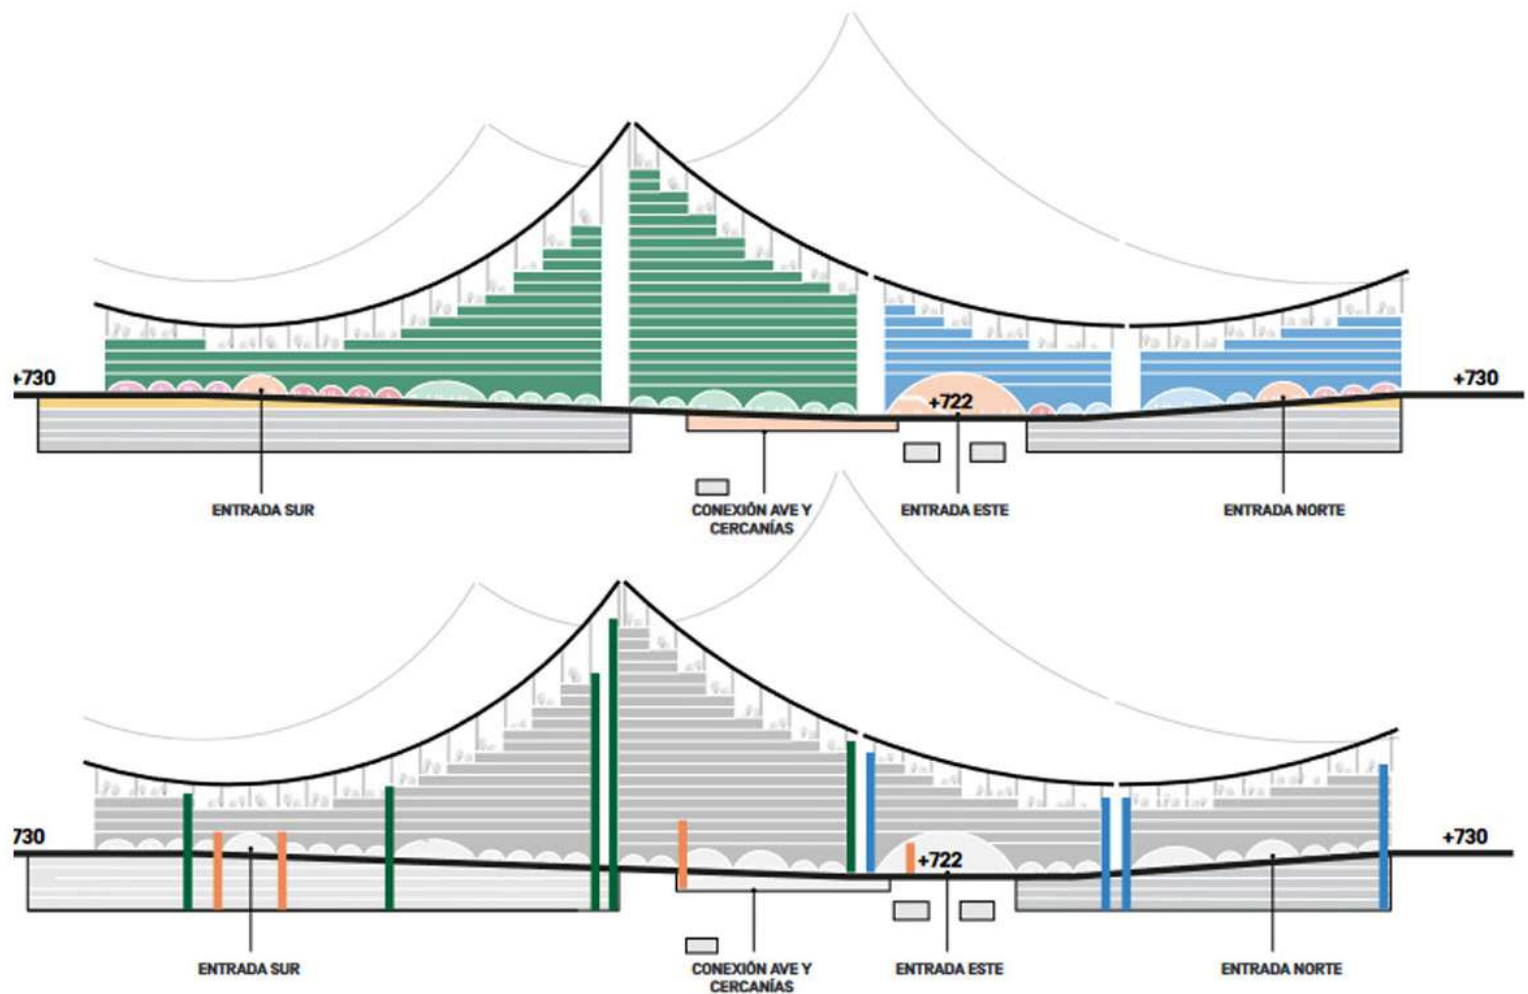 +730
+730
+722
ENTRADA SUR
CONEXIÓN AVE Y
CERCANÍAS
ENTRADA ESTE
ENTRADA NORTE
730
+730
+722
ENTRADA SUR
CONEXIÓN AVE Y
CERCANÍAS
ENTRADA ESTE
ENTRADA NORTE